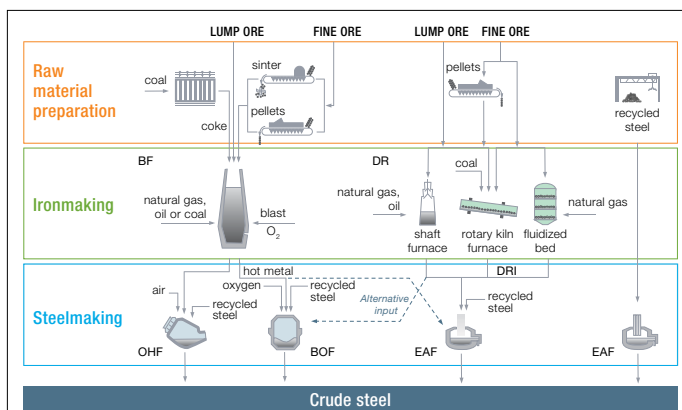 LUMP ORE FINE ORE LUMP ORE FINE ORE
Raw
material
preparation
coal
sinter
pellets
coke
pellets
recycled
steel
Ironmaking
BF
natural gas,
oil or coal
blast
O2
DR
coal
natural gas,
oil
natural gas
shaft
furnace
rotary kiln
furnace
fluidized
bed
Steelmaking
hot metal
DRI
air
oxygen
recycled
steel
recycled
steel
Alternative
input
recycled
steel
OHF
BOF
EAF
EAF
Crude steel